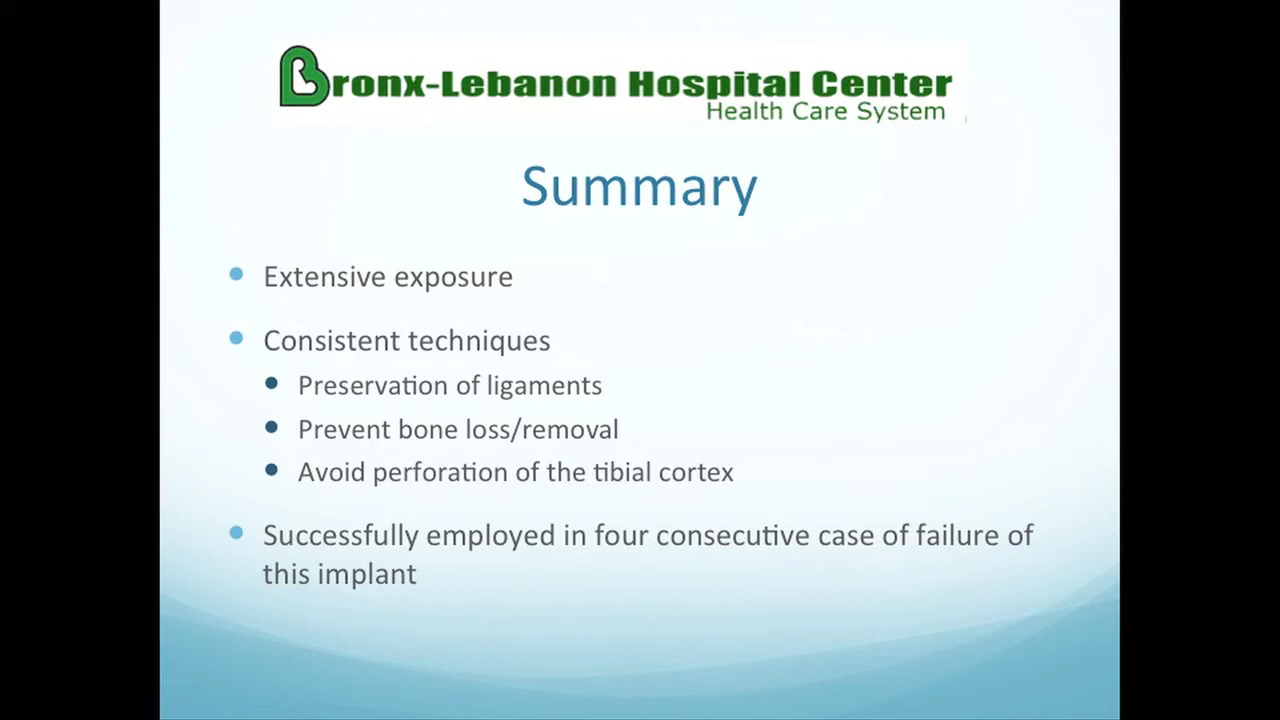 Bronx-Lebanon Hospital Center
Health Care System
Summary
Extensive exposure
Consistent techniques
Preservation of ligaments
Prevent bone loss/removal
Avoid perforation of the tibial cortex
Successfully employed in four consecutive case of failure of
this implant